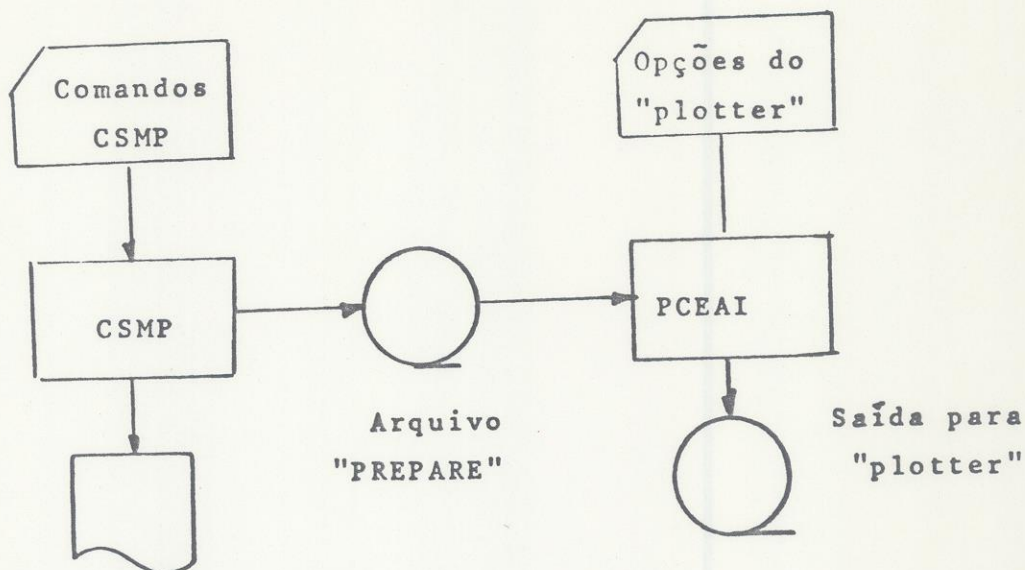 Comandos
CSMP
Opções do
"plotter"
CSMP
PCEAI
Arquivo
"PREPARE"
Saída para
"plotter"